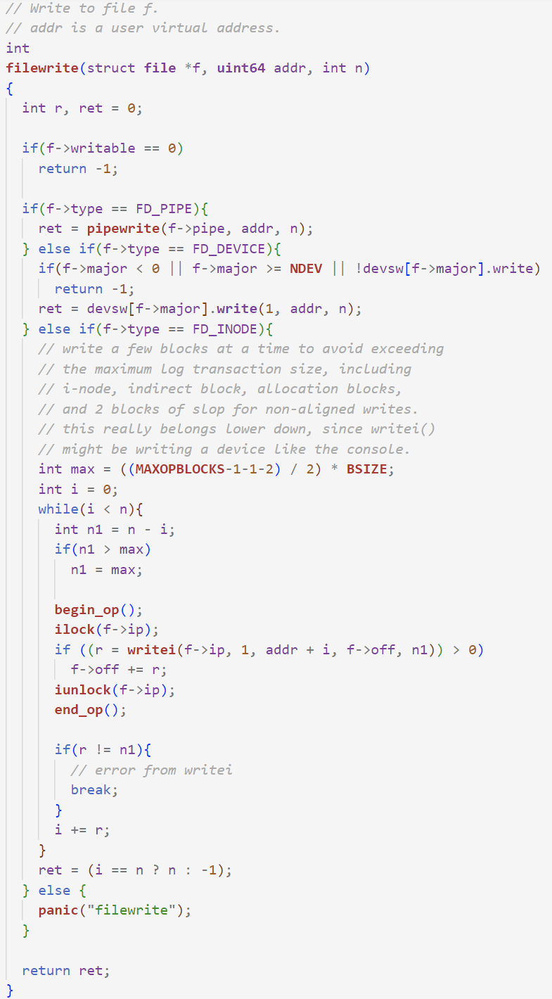 // Write to file f.
// addr is a user virtual address.
int
filewrite(struct file *f, uint64 addr, int n)
{
  int r, ret = 0;

  if(f->writable == 0)
    return -1;

  if(f->type == FD_PIPE){
    ret = pipewrite(f->pipe, addr, n);
  } else if(f->type == FD_DEVICE){
    if(f->major < 0 || f->major >= NDEV || !devsw[f->major].write)
      return -1;
    ret = devsw[f->major].write(1, addr, n);
  } else if(f->type == FD_INODE){
    // write a few blocks at a time to avoid exceeding
    // the maximum log transaction size, including
    // i-node, indirect block, allocation blocks,
    // and 2 blocks of slop for non-aligned writes.
    // this really belongs lower down, since writei()
    // might be writing a device like the console.
    int max = ((MAXOPBLOCKS-1-1-2) / 2) * BSIZE;
    int i = 0;
    while(i < n){
      int n1 = n - i;
      if(n1 > max)
        n1 = max;

      begin_op();
      ilock(f->ip);
      if ((r = writei(f->ip, 1, addr + i, f->off, n1)) > 0)
        f->off += r;
      iunlock(f->ip);
      end_op();

      if(r != n1){
        // error from writei
        break;
      }
      i += r;
    }
    ret = (i == n ? n : -1);
  } else {
    panic("filewrite");
  }

  return ret;
}